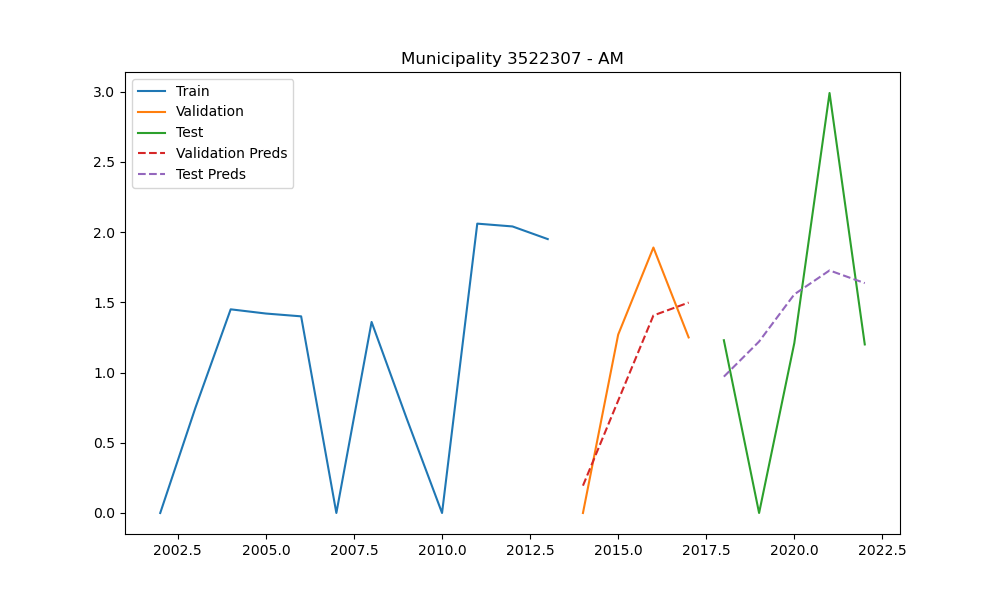 Municipality 3522307 - AM
Train
Validation
Test
Validation Preds
Test Preds
3.0
2.5
2.0
1.5
1.0
0.5
0.0
2002.5 2005.0 2007.5 2010.0 2012.5 2015.0 2017.5 2020.0 2022.5